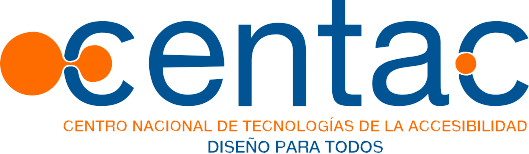 centac
CENTRO NACIONAL DE TECNOLOGÍAS DE LA ACCESIBILIDAD
DISEÑO PARA TODOS